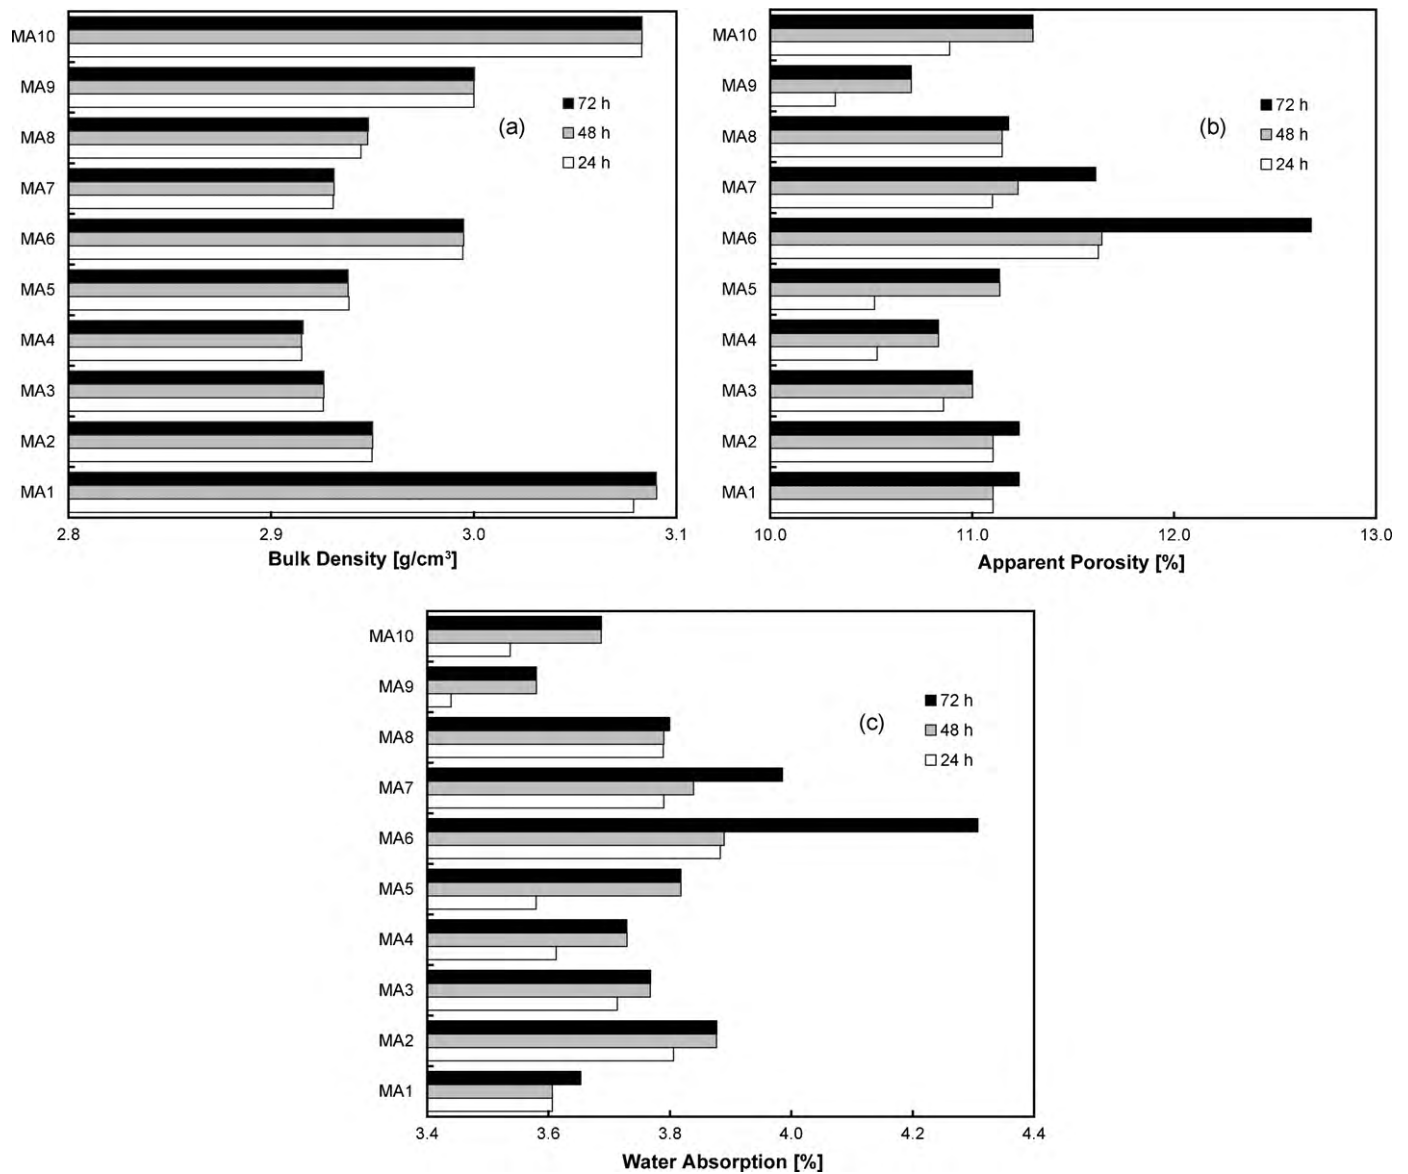 MA10
MA9
MA8
MA7
MA6
MA5
MA4
MA3
MA2
MA1
72 h
48 h
24 h
(a)
2.8 2.9 3.0 3.1
Bulk Density [g/cm³]
MA10
MA9
MA8
MA7
MA6
MA5
MA4
MA3
MA2
MA1
72 h
48 h
24 h
(b)
10.0 11.0 12.0 13.0
Apparent Porosity [%]
MA10
MA9
MA8
MA7
MA6
MA5
MA4
MA3
MA2
MA1
72 h
48 h
24 h
(c)
3.4 3.6 3.8 4.0 4.2 4.4
Water Absorption [%]